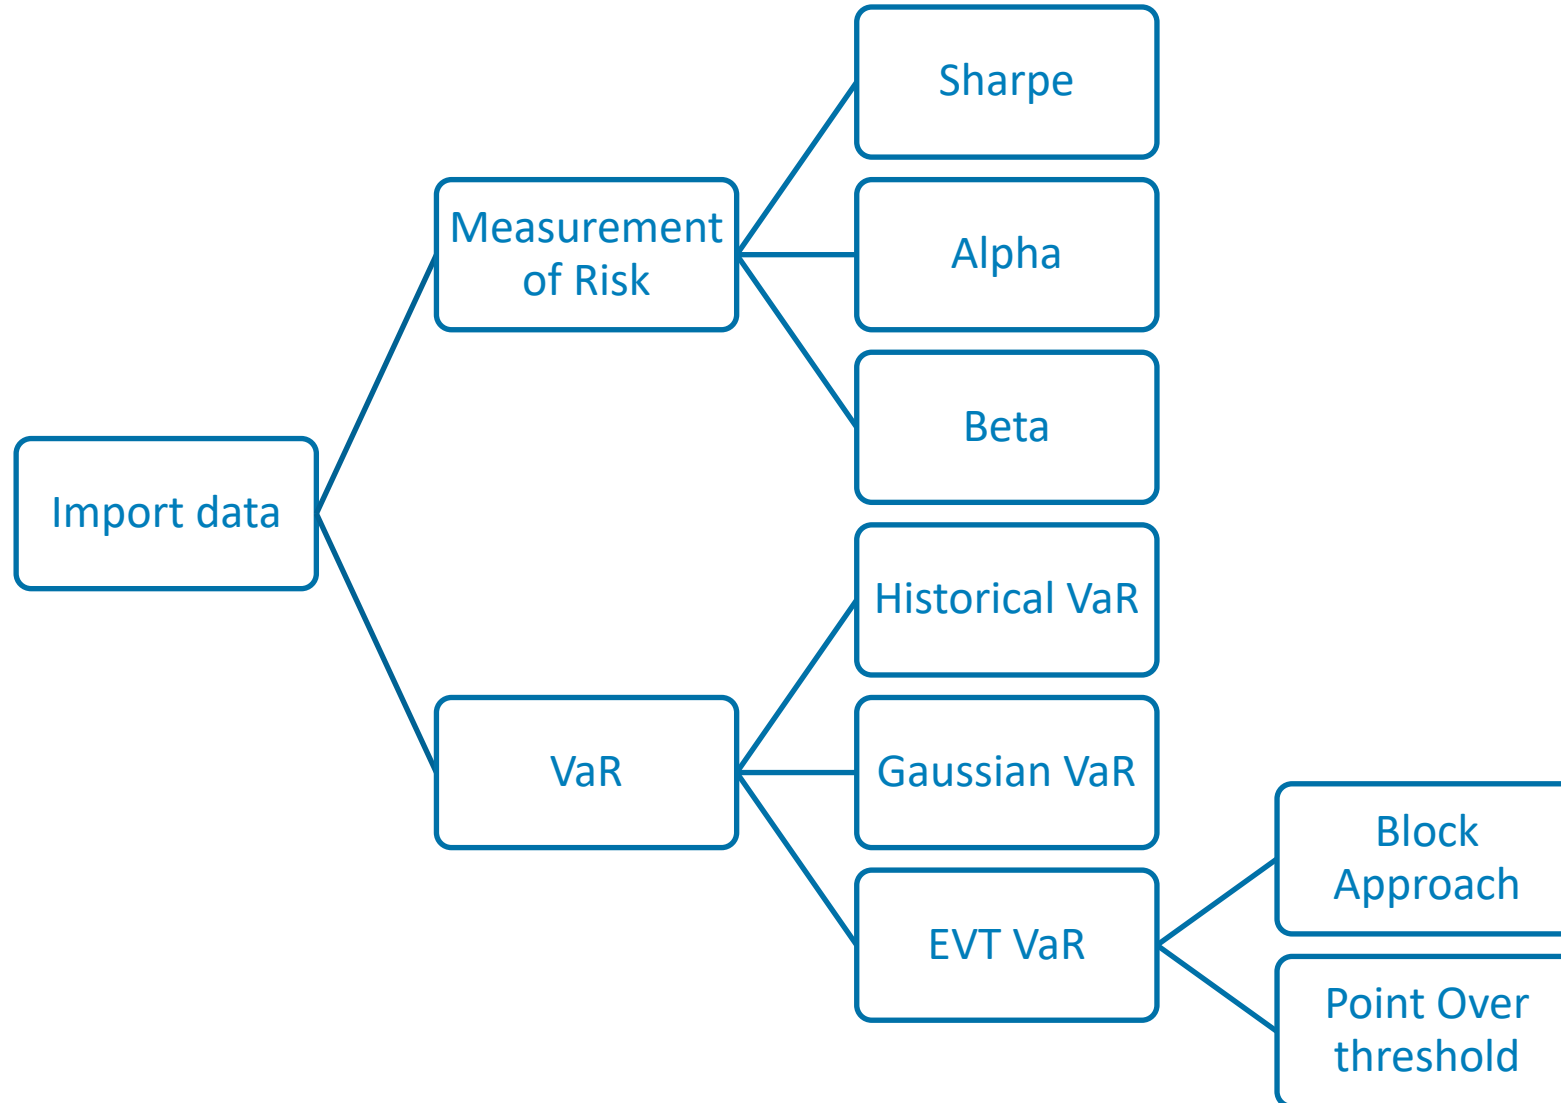 Import data
Measurement
of Risk
Sharpe
Alpha
Beta
VaR
Historical VaR
Gaussian VaR
EVT VaR
Block
Approach
Point Over
threshold